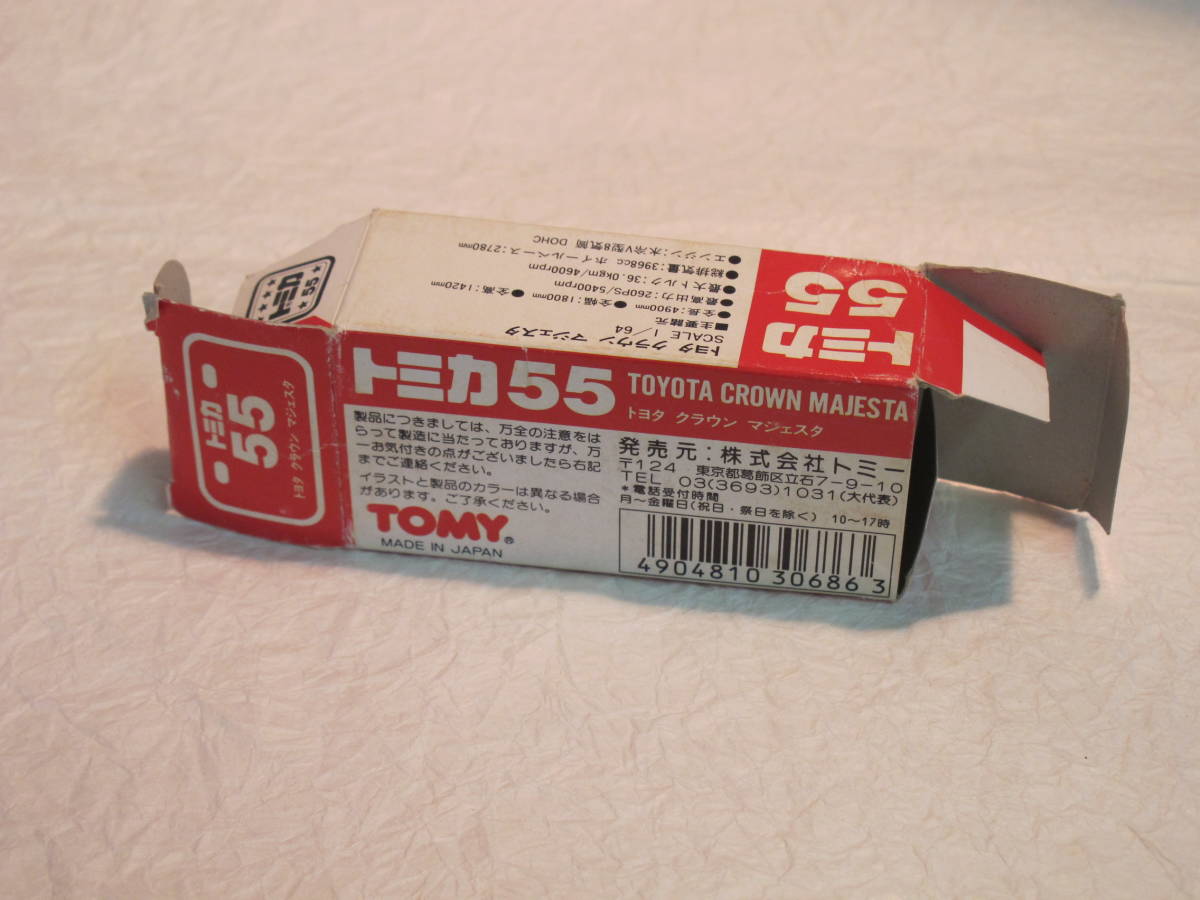 トミカ
55
トミカ 55
トヨタ クラウン マジェスタ
SCALE 1/64
■主要諸元
●全長:4900mm ●全幅:1800mm ●全高:1420mm
●最高出力:260PS/5400rpm
●最大トルク:36.0kgm/4600rpm
●総排気量:3968cc ホイールベース:2780mm
●エンジン:水冷V型8気筒 DOHC
トミカ
55
トヨタ クラウン マジェスタ
トミカ55 TOYOTA CROWN MAJESTA
トヨタ クラウン マジェスタ
製品につきましては、万全の注意をは
らって製造に当たっておりますが、万
一お気付きの点がございましたら右記
までご連絡ください。
イラストと製品のカラーは異なる場合
があります。ご了承ください。
TOMY®
MADE IN JAPAN
発売元:株式会社トミー
〒124 東京都葛飾区立石7-9-10
TEL 03(3693)1031(大代表)
*電話受付時間
月～金曜日(祝日・祭日を除く) 10～17時
4904810 306863